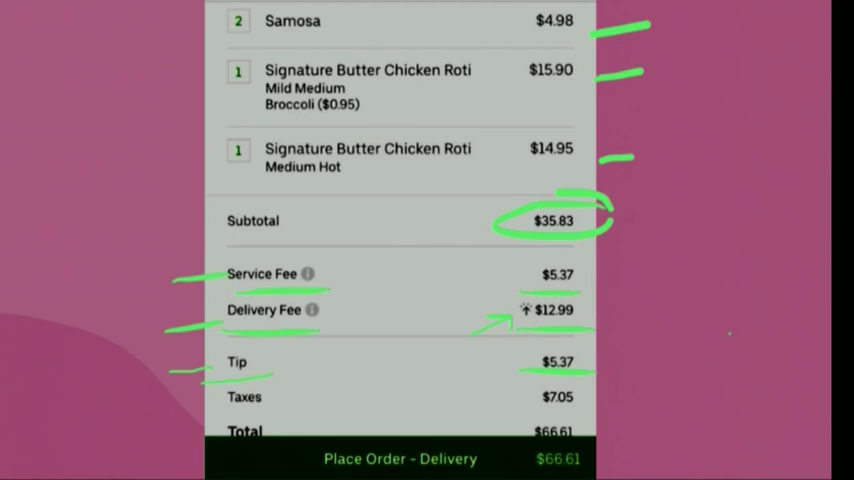 2 Samosa $4.98
1 Signature Butter Chicken Roti $15.90
Mild Medium
Broccoli ($0.95)
1 Signature Butter Chicken Roti $14.95
Medium Hot
Subtotal $35.83
Service Fee $5.37
Delivery Fee $12.99
Tip $5.37
Taxes $7.05
Total $66.61
Place Order - Delivery $66.61